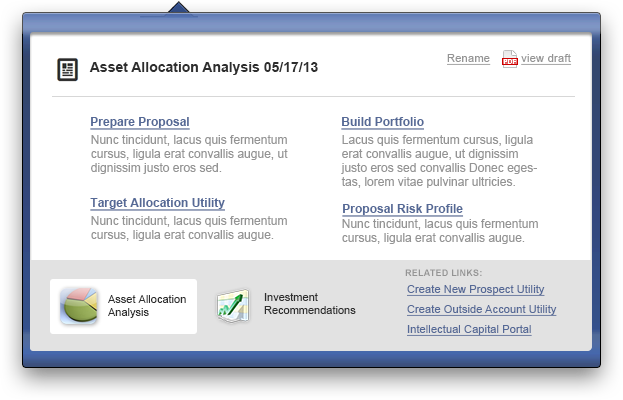 Asset Allocation Analysis 05/17/13
Rename
PDF
view draft
Prepare Proposal
Nunc tincidunt, lacus quis fermentum
cursus, ligula erat convallis augue, ut
dignissim justo eros sed.
Build Portfolio
Lacus quis fermentum cursus, ligula
erat convallis augue, ut dignissim
justo eros sed convallis Donec eges-
tas, lorem vitae pulvinar ultricies.
Target Allocation Utility
Nunc tincidunt, lacus quis fermentum
cursus, ligula erat convallis augue.
Proposal Risk Profile
Nunc tincidunt, lacus quis fermentum
cursus, ligula erat convallis augue.
Asset Allocation
Analysis
Investment
Recommendations
RELATED LINKS:
Create New Prospect Utility
Create Outside Account Utility
Intellectual Capital Portal